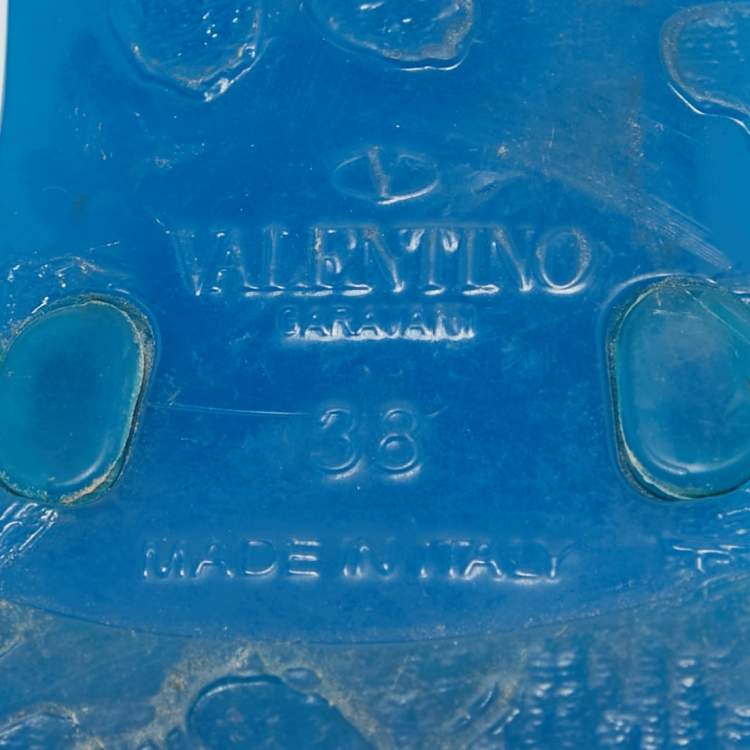 VALENTINO
GARAVANI
38
MADE IN ITALY